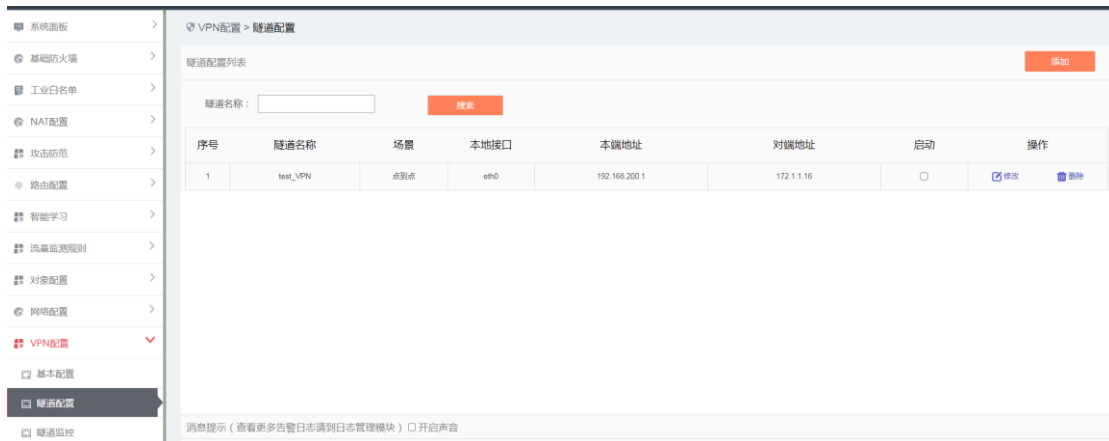 系统面板
基础防火墙
工业白名单
NAT配置
攻击防范
路由配置
智能学习
流量监测规则
对象配置
网络配置
VPN配置
基本配置
隧道配置
隧道监控
VPN配置 > 隧道配置
隧道配置列表 添加
隧道名称： 搜索
序号 隧道名称 场景 本地接口 本端地址 对端地址 启动 操作
1 test_VPN 点到点 eth0 192.168.200.1 172.1.1.16 修改 删除
消息提示（查看更多告警日志请到日志管理模块） 开启声音